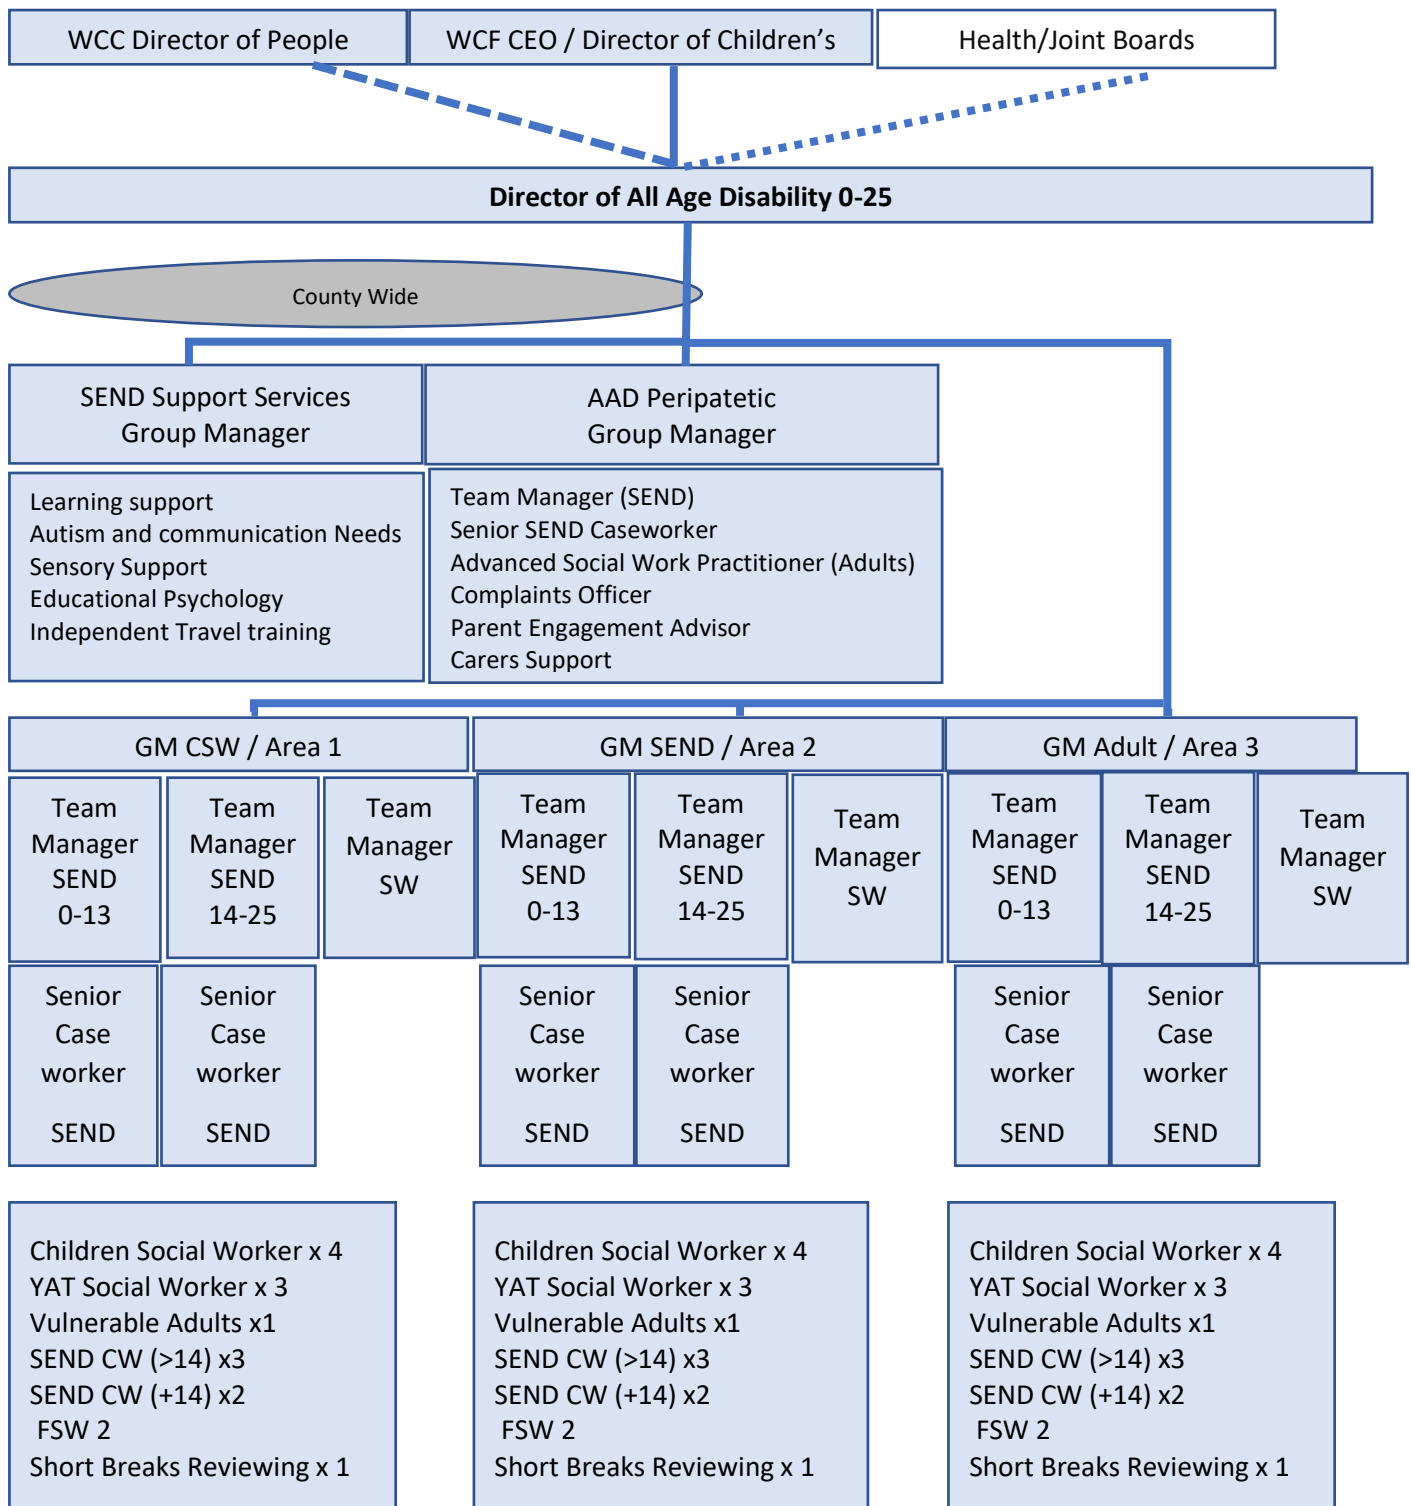 WCC Director of People
WCF CEO / Director of Children's
Health/Joint Boards
Director of All Age Disability 0-25
County Wide
SEND Support Services
Group Manager
AAD Peripatetic
Group Manager
Learning support
Autism and communication Needs
Sensory Support
Educational Psychology
Independent Travel training
Team Manager (SEND)
Senior SEND Caseworker
Advanced Social Work Practitioner (Adults)
Complaints Officer
Parent Engagement Advisor
Carers Support
GM CSW / Area 1
GM SEND / Area 2
GM Adult / Area 3
Team
Manager
SEND
0-13
Team
Manager
SEND
14-25
Team
Manager
SW
Team
Manager
SEND
0-13
Team
Manager
SEND
14-25
Team
Manager
SW
Team
Manager
SEND
0-13
Team
Manager
SEND
14-25
Team
Manager
SW
Senior
Case
worker
SEND
Senior
Case
worker
SEND
Senior
Case
worker
SEND
Senior
Case
worker
SEND
Senior
Case
worker
SEND
Senior
Case
worker
SEND
Children Social Worker x 4
YAT Social Worker x 3
Vulnerable Adults x1
SEND CW (>14) x3
SEND CW (+14) x2
FSW 2
Short Breaks Reviewing x 1
Children Social Worker x 4
YAT Social Worker x 3
Vulnerable Adults x1
SEND CW (>14) x3
SEND CW (+14) x2
FSW 2
Short Breaks Reviewing x 1
Children Social Worker x 4
YAT Social Worker x 3
Vulnerable Adults x1
SEND CW (>14) x3
SEND CW (+14) x2
FSW 2
Short Breaks Reviewing x 1